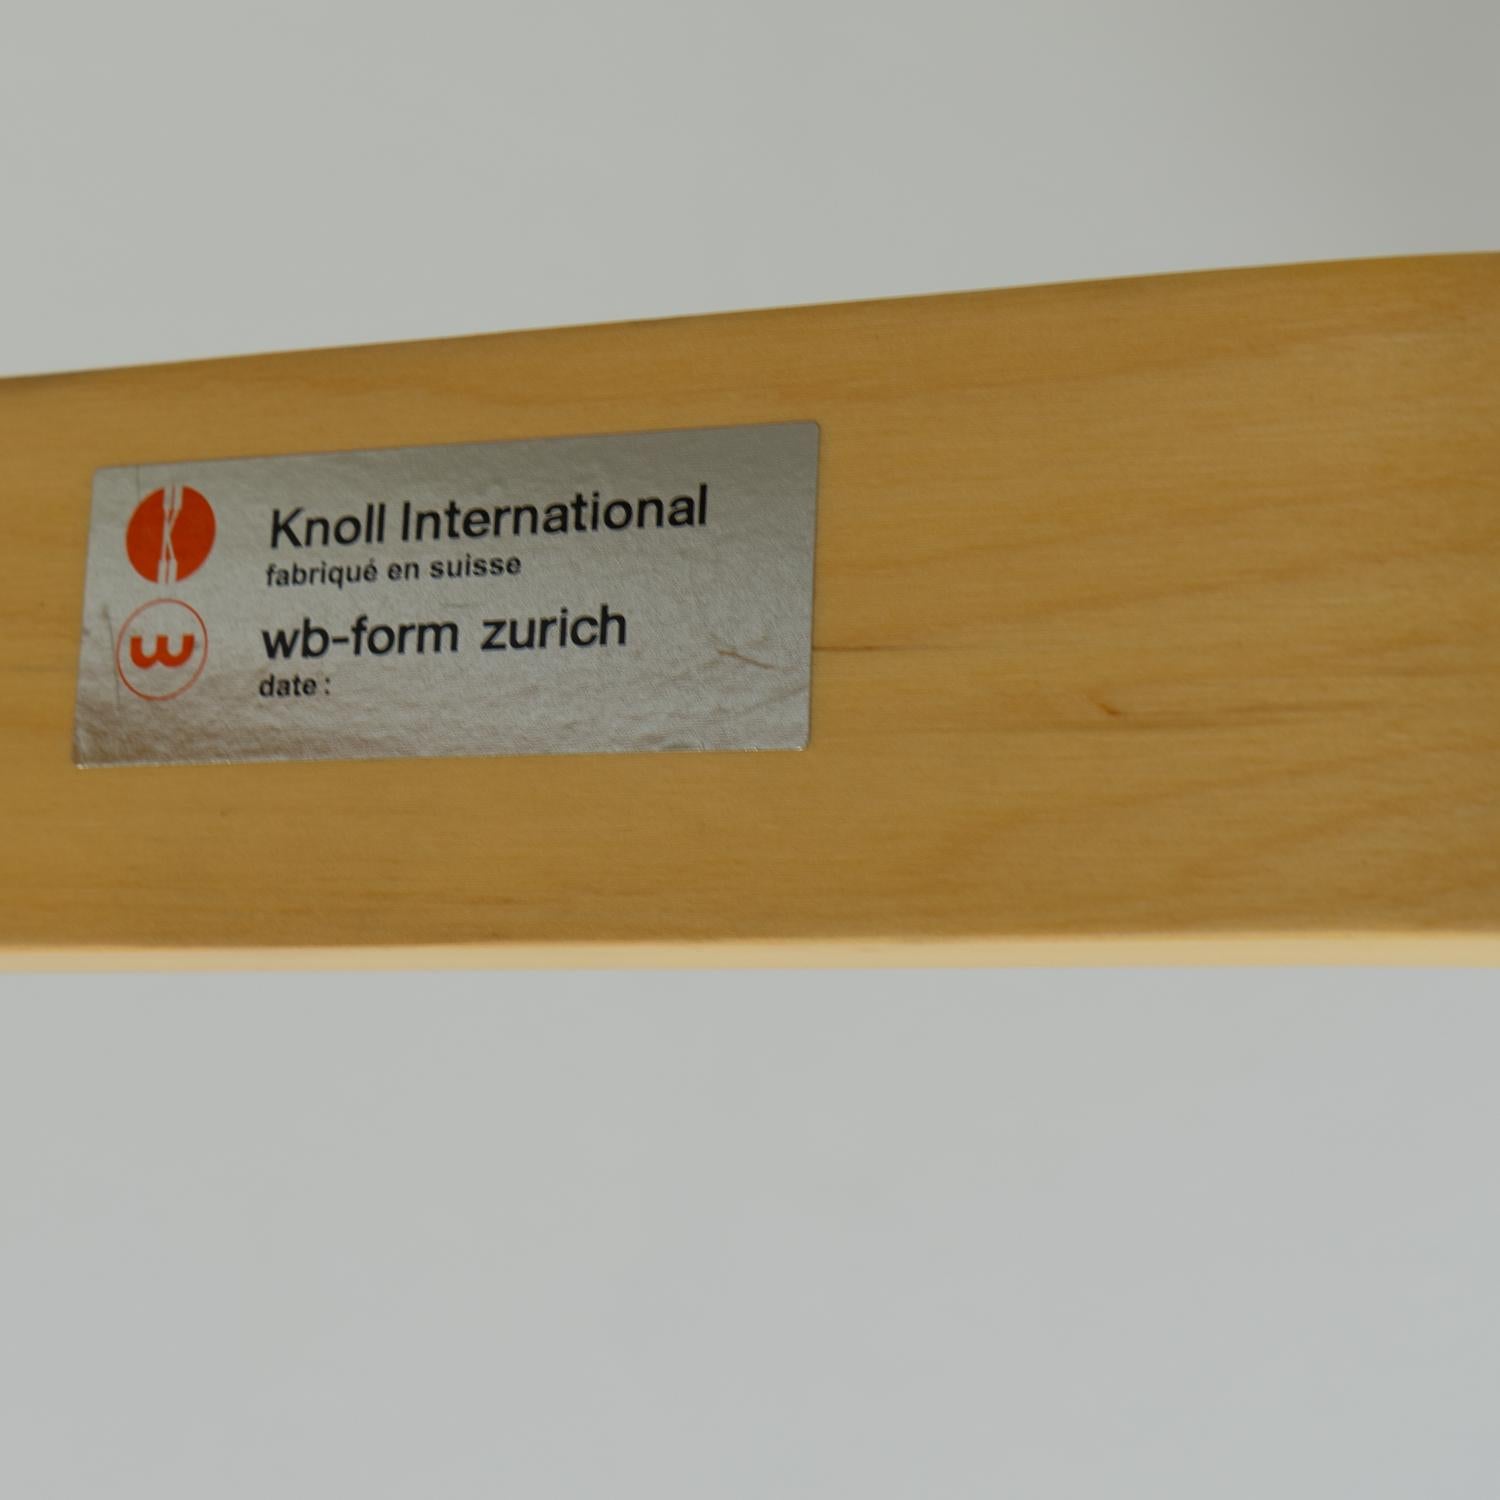 Knoll International
fabriqué en suisse
wb-form zurich
date :